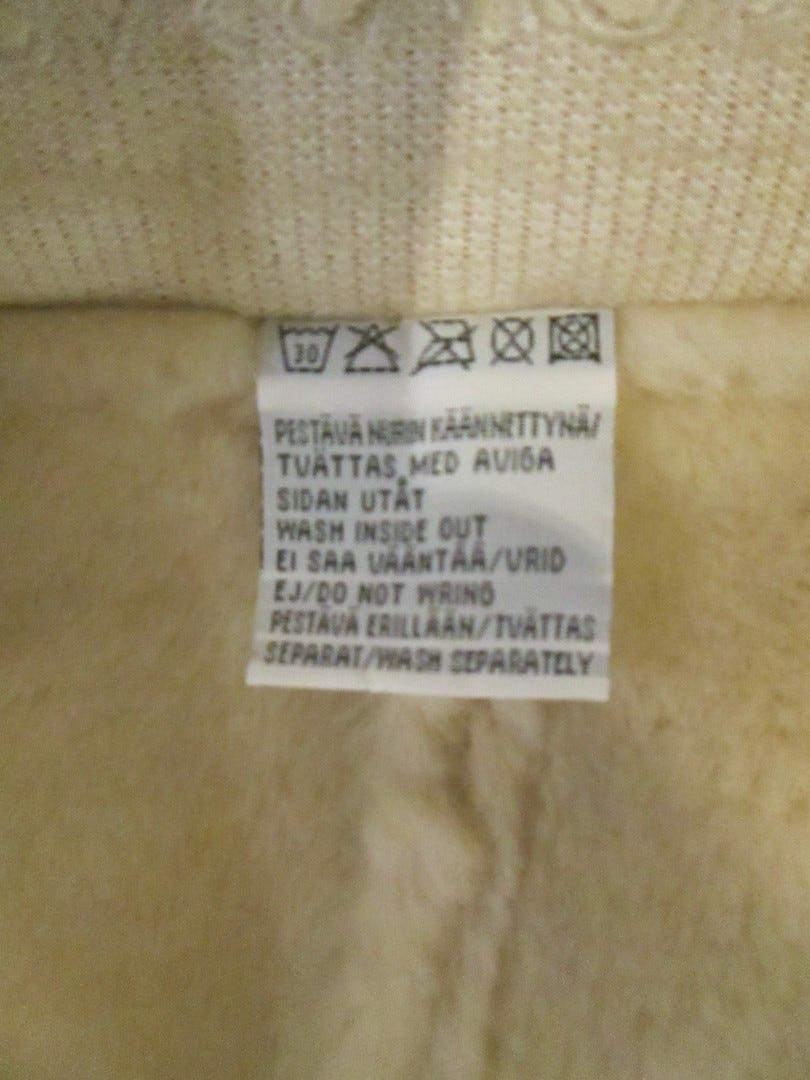 30
PESTÄVÄ NURIN KÄÄNNETTYNÄ/
TVÄTTAS MED AVIGA
SIDAN UTÅT
WASH INSIDE OUT
EI SAA VÄÄNTÄÄ/VRID
EJ/DO NOT WRING
PESTÄVÄ ERILLÄÄN/TVÄTTAS
SEPARAT/WASH SEPARATELY